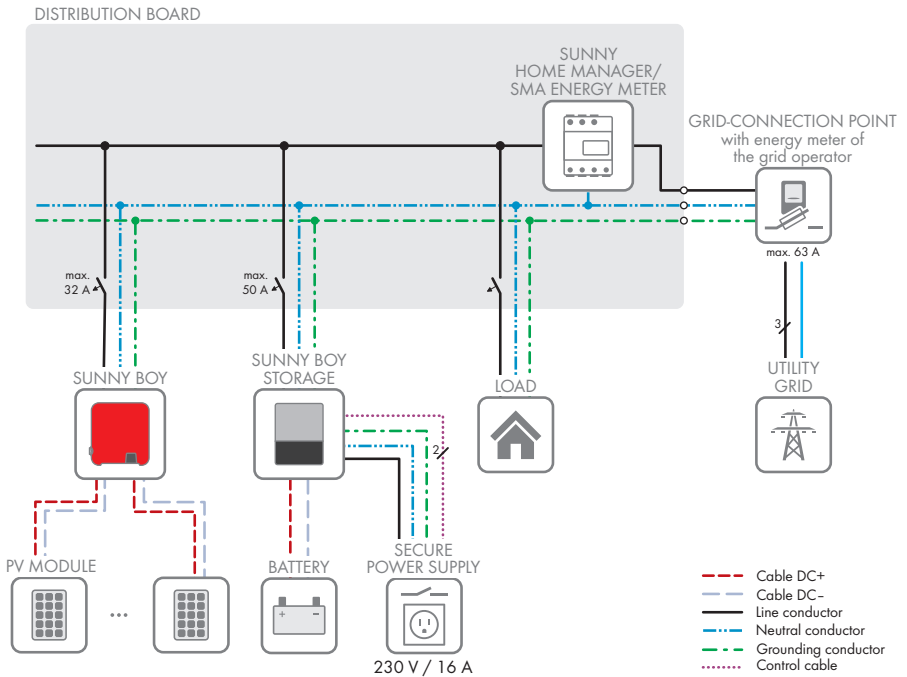 DISTRIBUTION BOARD
SUNNY
HOME MANAGER/
SMA ENERGY METER
GRID-CONNECTION POINT
with energy meter of
the grid operator
max. 63 A
max.
32 A
max.
50 A
3
SUNNY BOY
SUNNY BOY
STORAGE
LOAD
UTILITY
GRID
2
PV MODULE
...
BATTERY
+ −
SECURE
POWER SUPPLY
230 V / 16 A
Cable DC+
Cable DC−
Line conductor
Neutral conductor
Grounding conductor
Control cable